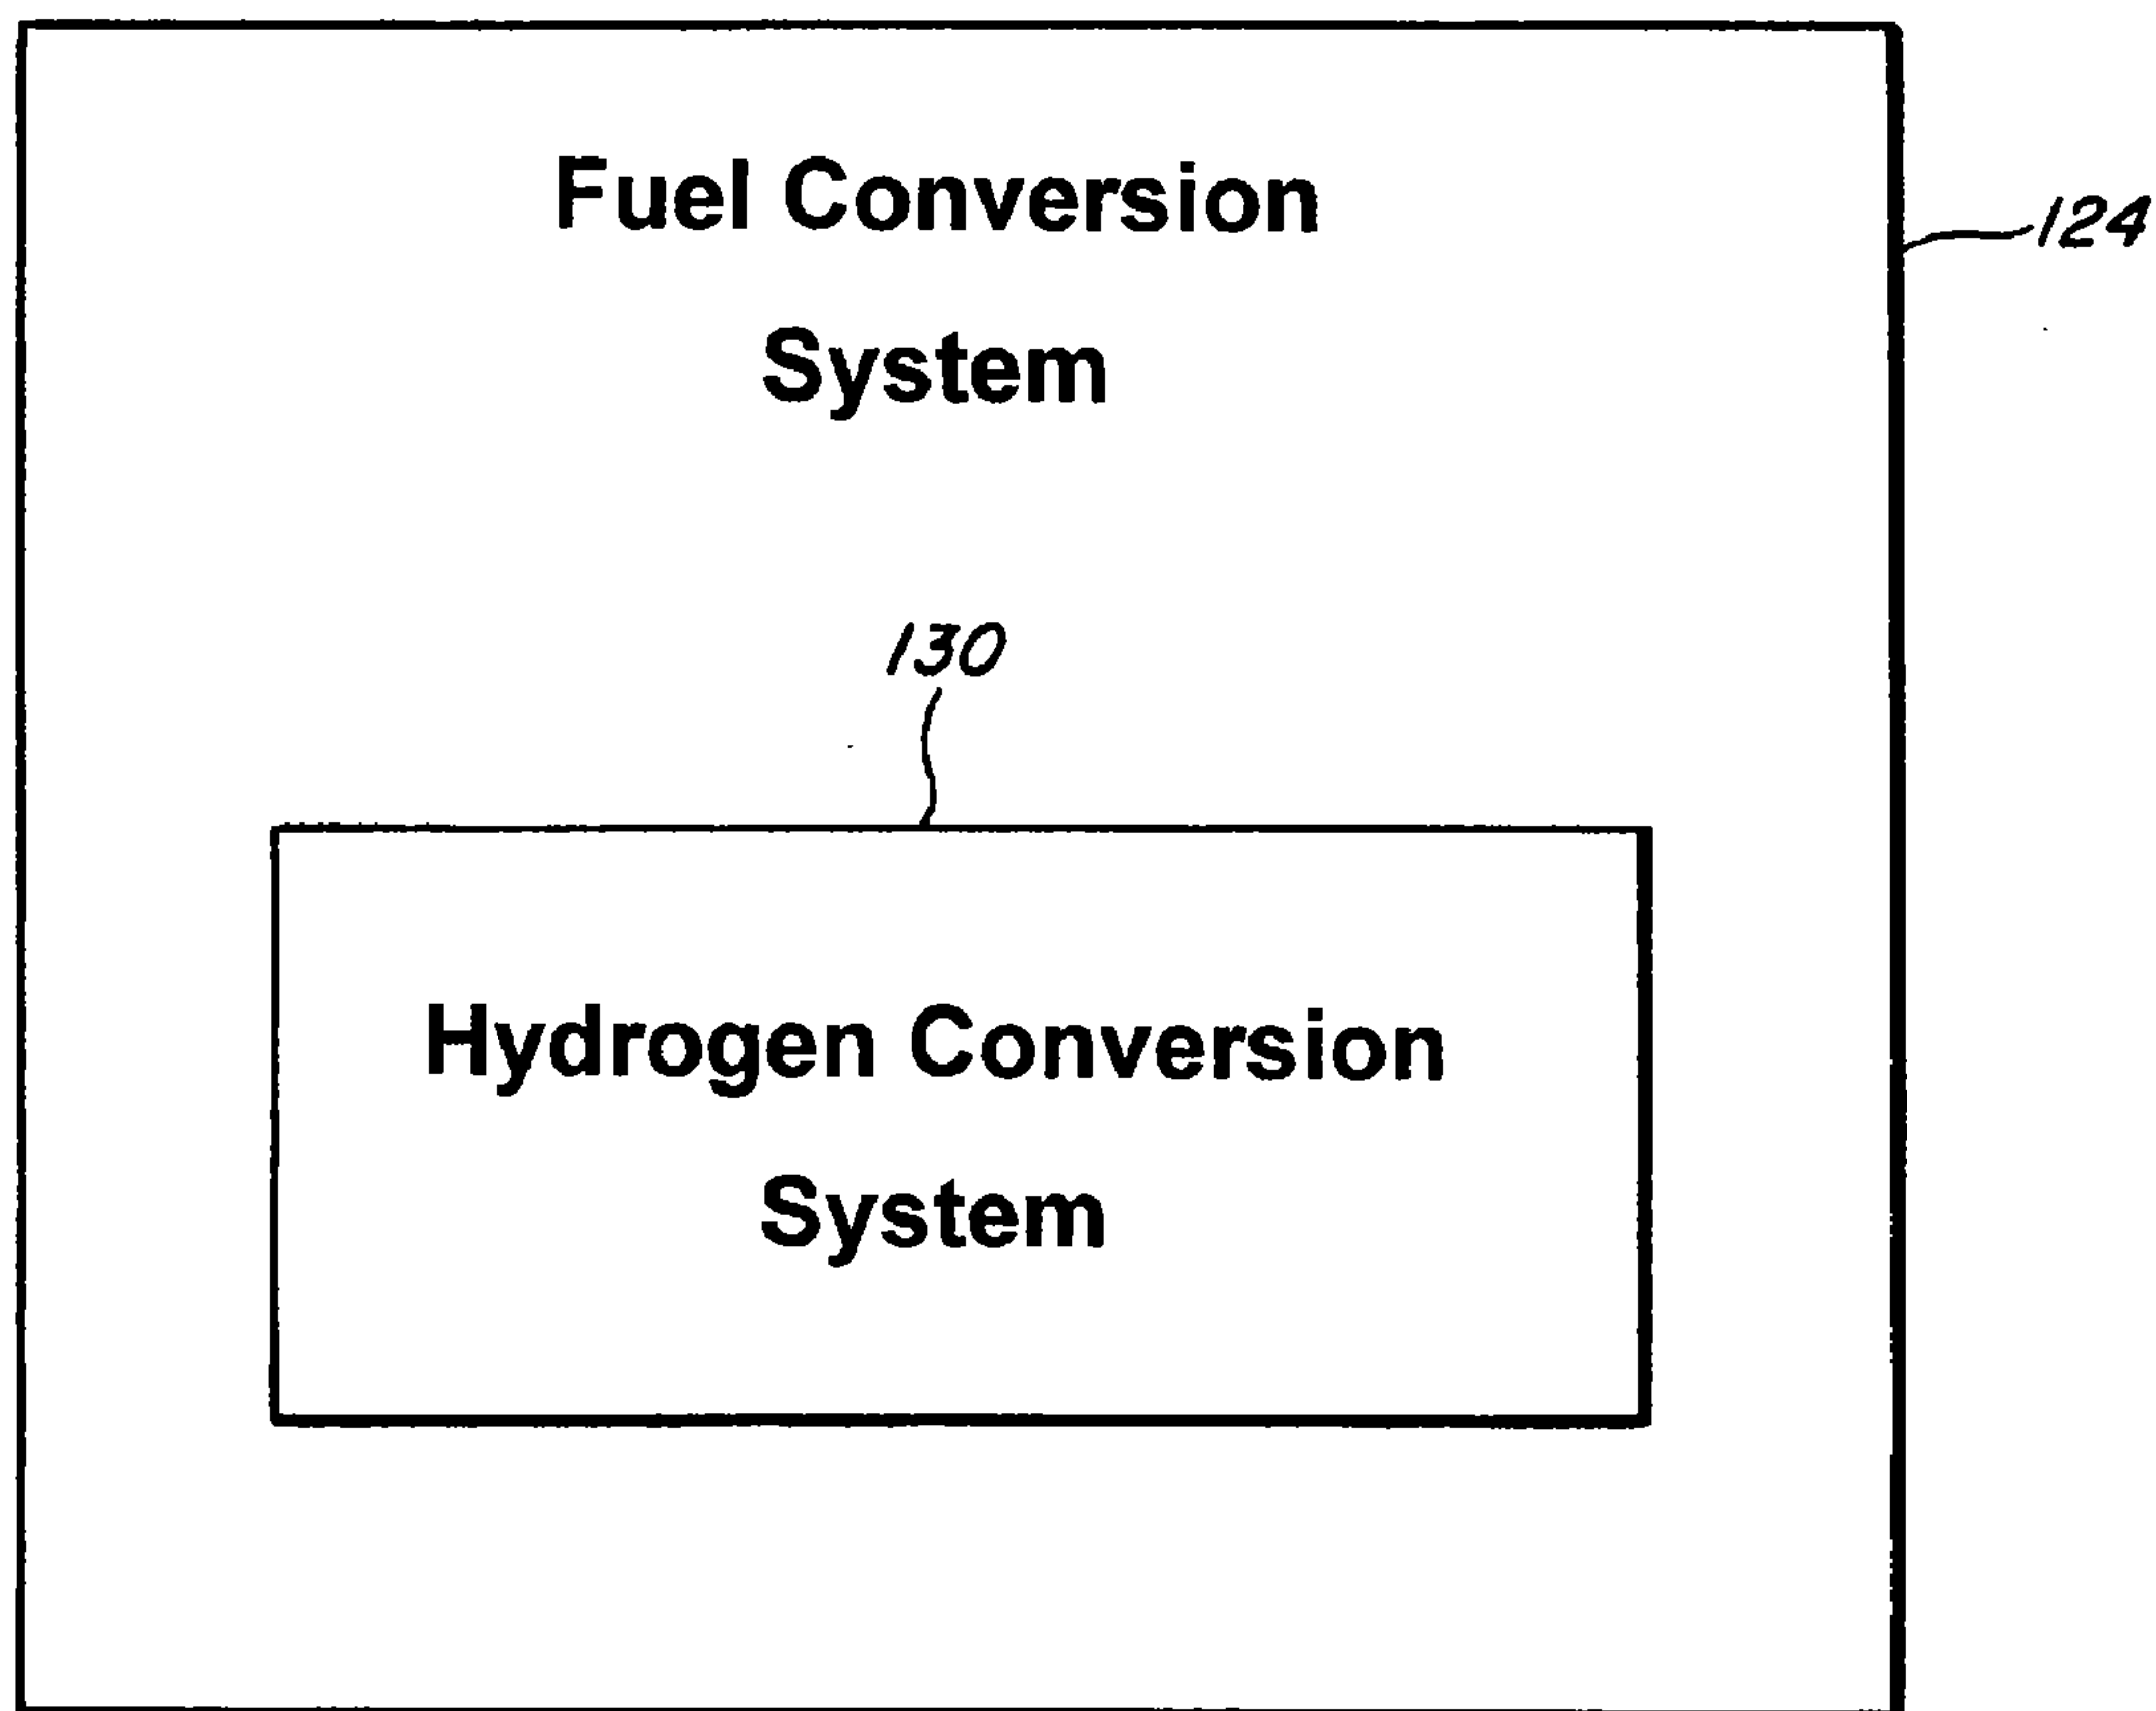 Fuel Conversion
124
System
130
Hydrogen Conversion
System